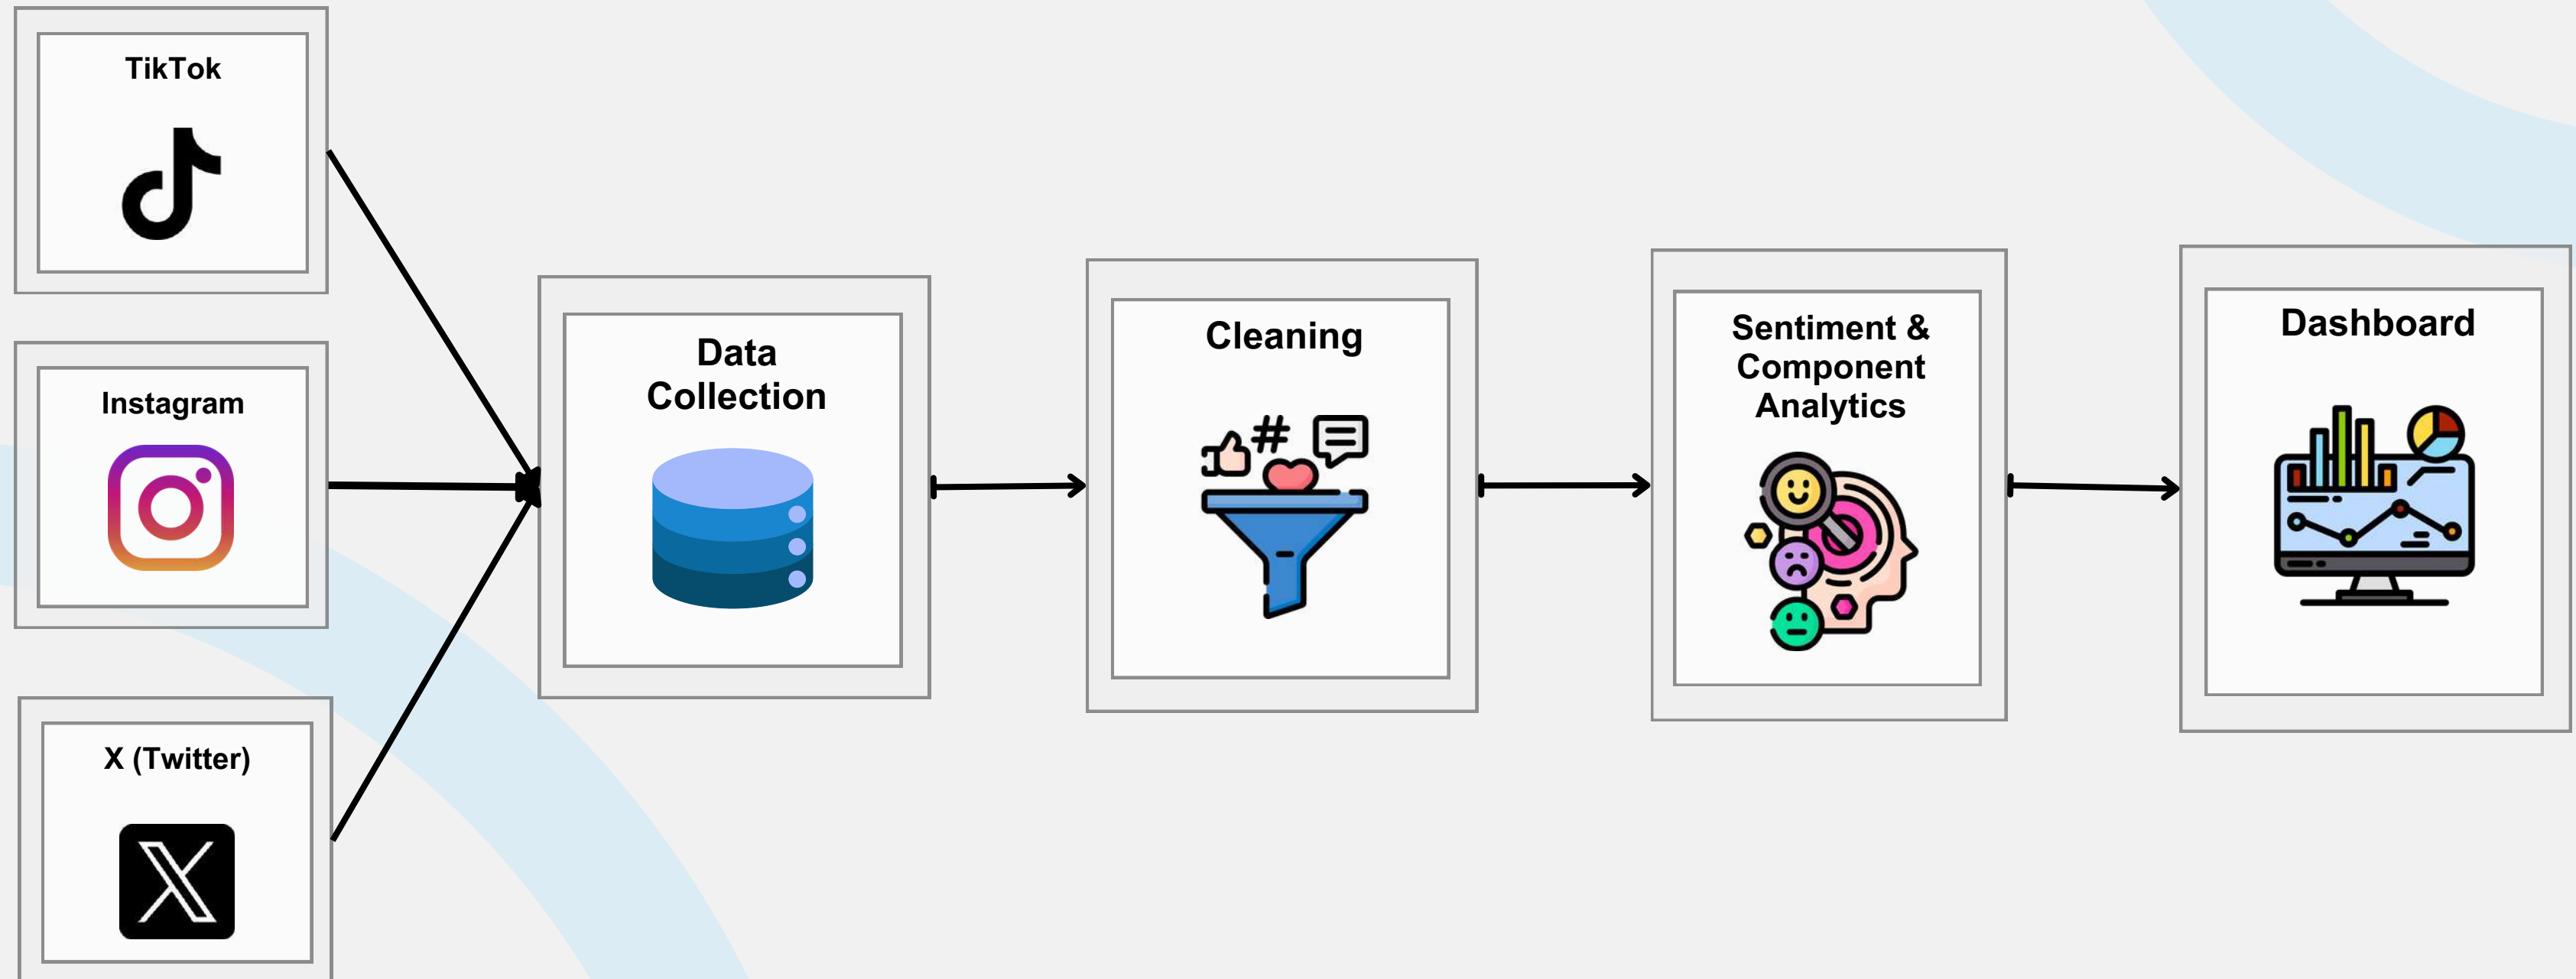 TikTok
Instagram
X (Twitter)
Data
Collection
Cleaning
#
Sentiment &
Component
Analytics
Dashboard